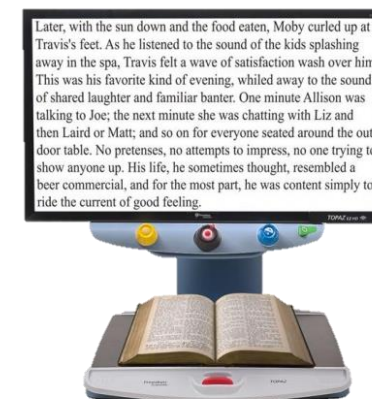 Later, with the sun down and the food eaten, Moby curled up at
Travis's feet. As he listened to the sound of the kids splashing
away in the spa, Travis felt a wave of satisfaction wash over him
This was his favorite kind of evening, whiled away to the sound
of shared laughter and familiar banter. One minute Allison was
talking to Joe; the next minute she was chatting with Liz and
then Laird or Matt; and so on for everyone seated around the out
door table. No pretenses, no attempts to impress, no one trying to
show anyone up. His life, he sometimes thought, resembled a
beer commercial, and for the most part, he was content simply to
ride the current of good feeling.
TOPAZ
TOPAZ